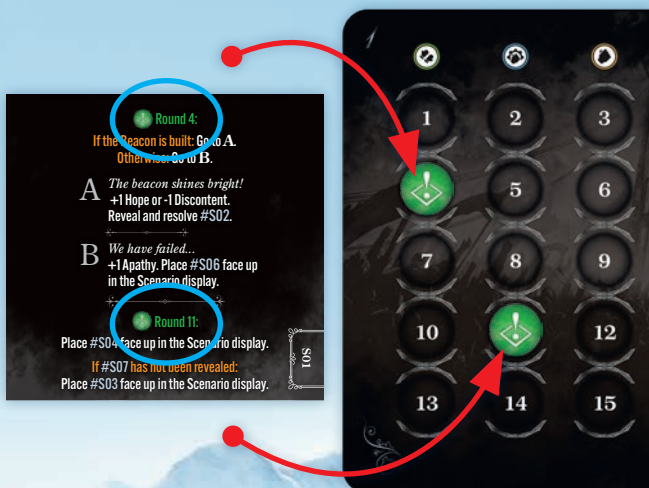 Round 4:
If the Beacon is built: Go to A.
Otherwise: Go to B.
A
The beacon shines bright!
+1 Hope or -1 Discontent.
Reveal and resolve #S02.
B
We have failed...
+1 Apathy. Place #S06 face up
in the Scenario display.
Round 11:
Place #S04 face up in the Scenario display.
If #S07 has not been revealed:
Place #S03 face up in the Scenario display.
S01
1
1 2 3
5 6
7 8 9
10 12
13 14 15